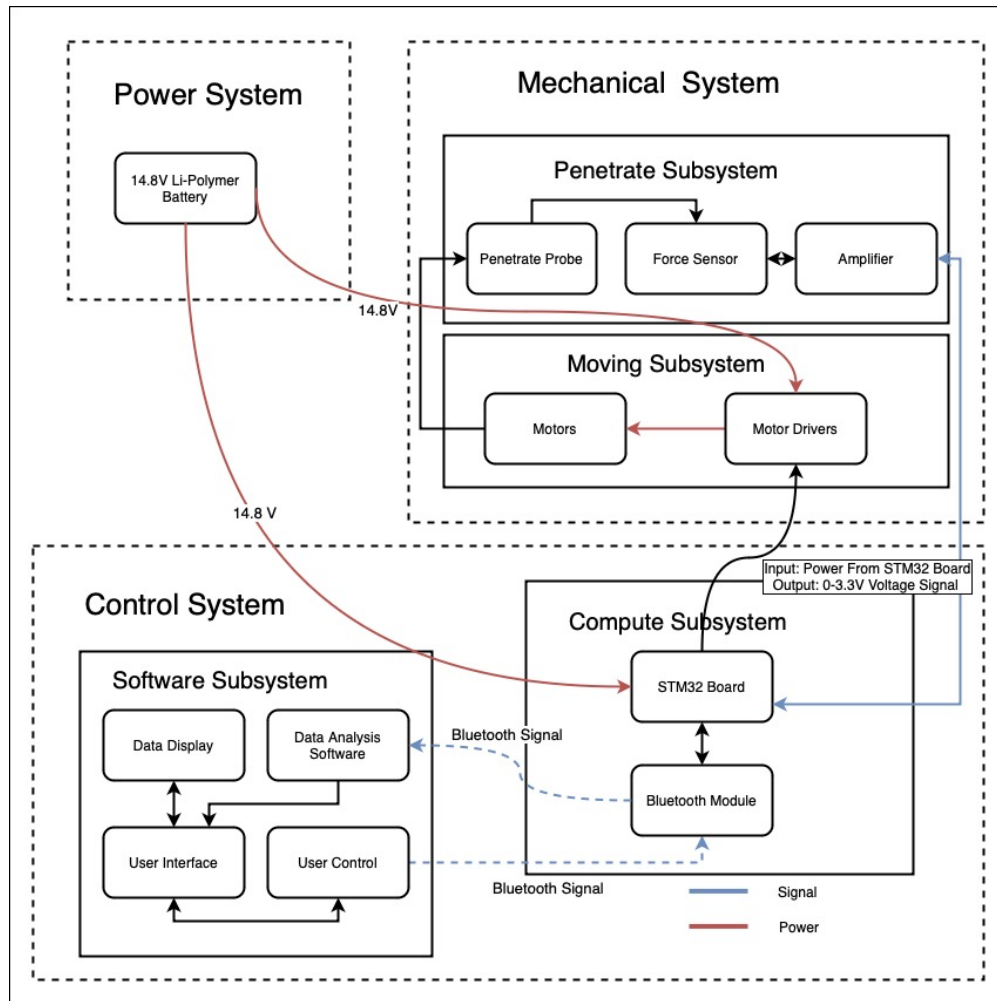 Power System
14.8V Li-Polymer
Battery
Mechanical System
Penetrate Subsystem
Penetrate Probe
Force Sensor
Amplifier
14.8V
Moving Subsystem
Motors
Motor Drivers
14.8 V
Input: Power From STM32 Board
Output: 0-3.3V Voltage Signal
Control System
Compute Subsystem
STM32 Board
Software Subsystem
Data Display
Data Analysis
Software
Bluetooth Signal
Bluetooth Module
User Interface
User Control
Bluetooth Signal
Signal
Power